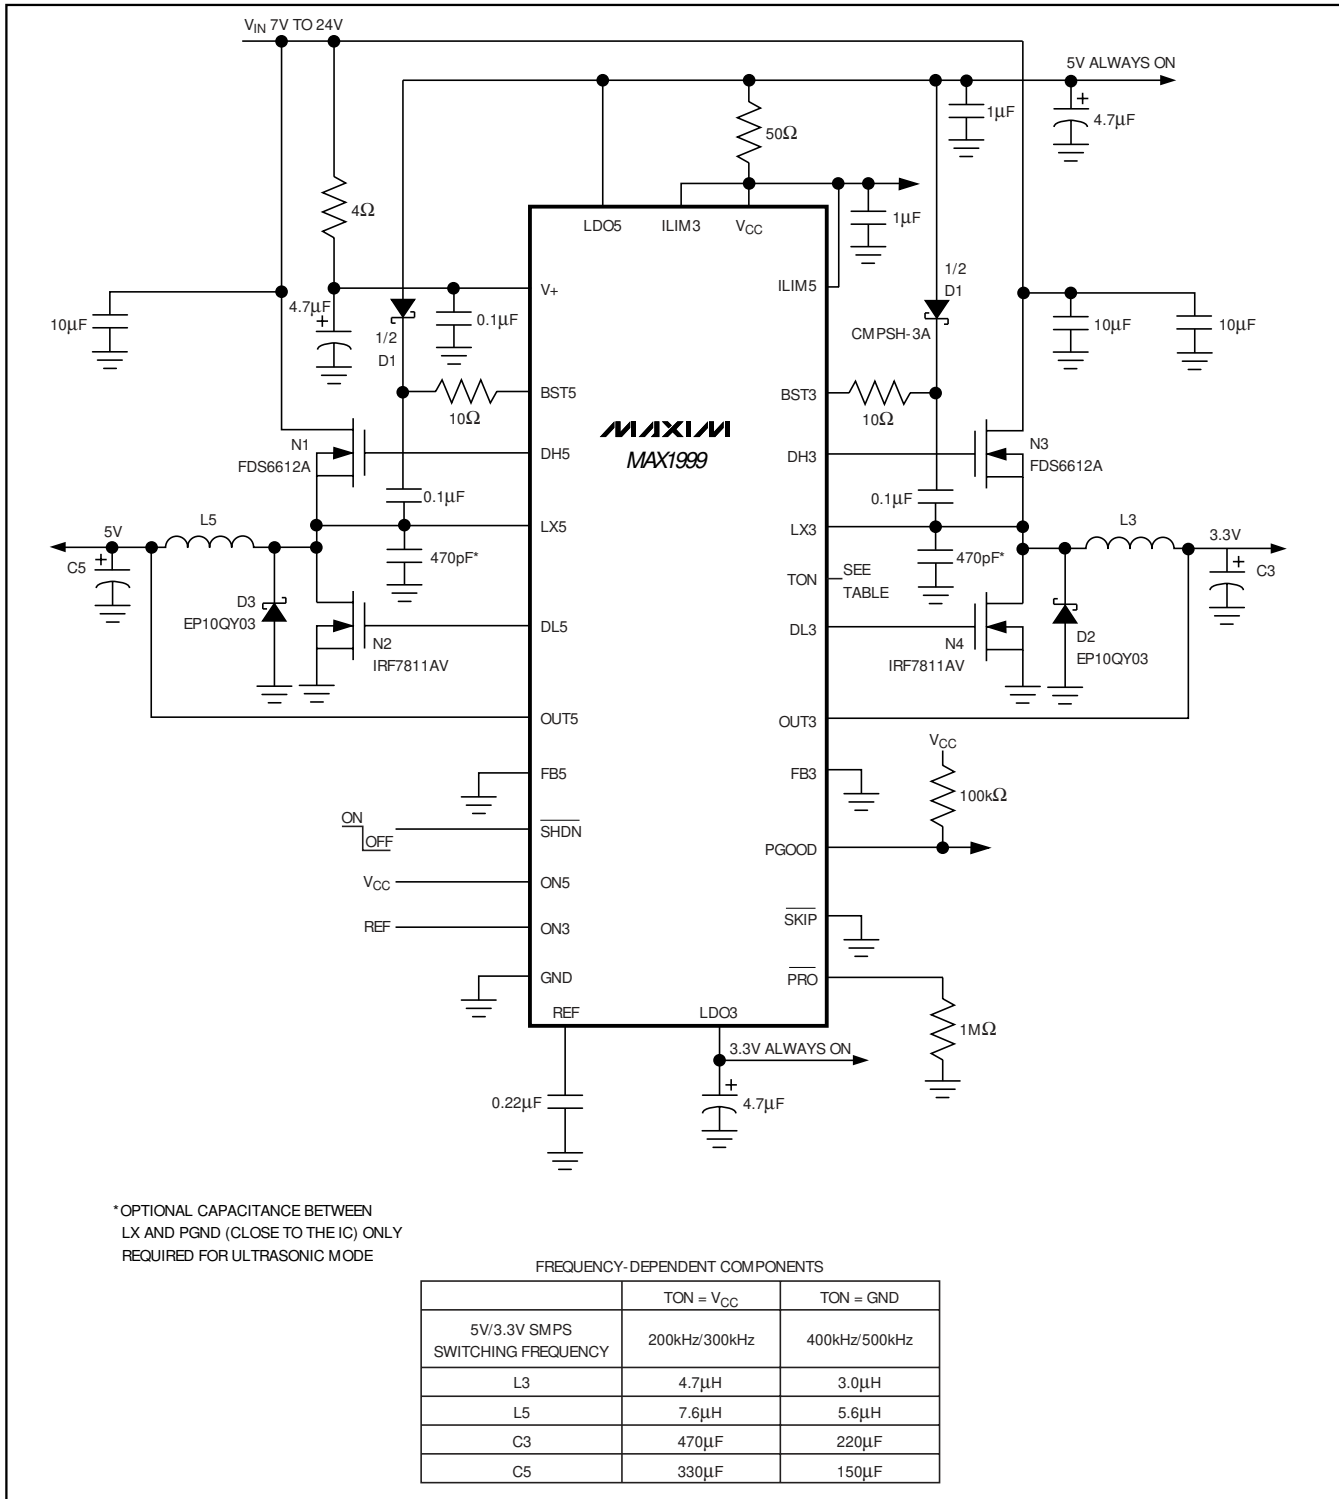 VIN 7V TO 24V
5V ALWAYS ON
1µF
4.7µF
50Ω
4Ω
1µF
LDO5
ILIM3
VCC
V+
ILIM5
1/2
D1
CMPSH-3A
4.7µF
0.1µF
10µF
10µF
10µF
1/2
D1
BST5
BST3
10Ω
10Ω
MAXIM
MAX1999
N1
FDS6612A
DH5
DH3
N3
FDS6612A
0.1µF
0.1µF
5V
L5
LX5
LX3
L3
3.3V
C5
470pF*
470pF*
C3
TON
SEE
TABLE
D3
EP10QY03
N2
IRF7811AV
DL5
DL3
N4
IRF7811AV
D2
EP10QY03
OUT5
OUT3
VCC
FB5
FB3
100kΩ
ON
OFF
SHDN
PGOOD
VCC
ON5
REF
ON3
SKIP
GND
PRO
REF
LDO3
1MΩ
3.3V ALWAYS ON
0.22µF
4.7µF
*OPTIONAL CAPACITANCE BETWEEN
LX AND PGND (CLOSE TO THE IC) ONLY
REQUIRED FOR ULTRASONIC MODE
FREQUENCY-DEPENDENT COMPONENTS
TON = VCC TON = GND
5V/3.3V SMPS
SWITCHING FREQUENCY 200kHz/300kHz 400kHz/500kHz
L3 4.7µH 3.0µH
L5 7.6µH 5.6µH
C3 470µF 220µF
C5 330µF 150µF